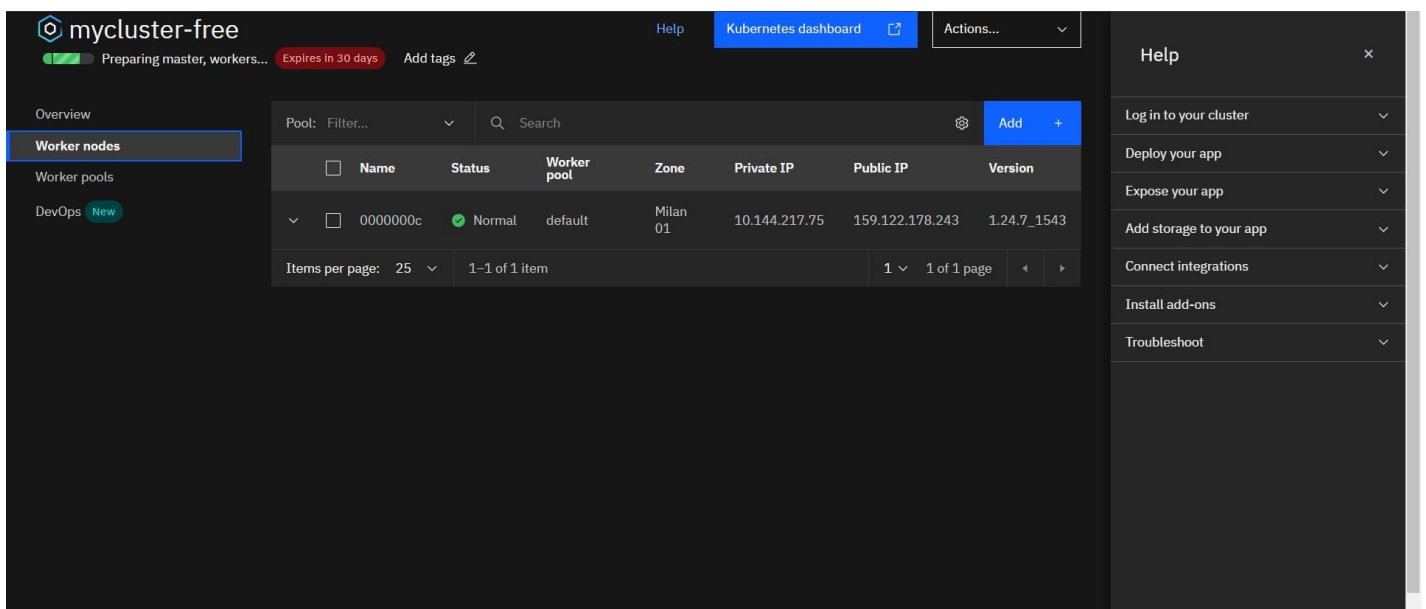 mycluster-free
Help
Kubernetes dashboard
Actions...
Preparing master, workers...
Expires in 30 days
Add tags
Overview
Worker nodes
Worker pools
DevOps New
Pool: Filter...
Search
Add +
Name Status Worker pool Zone Private IP Public IP Version
0000000c Normal default Milan 01 10.144.217.75 159.122.178.243 1.24.7_1543
Items per page: 25 1–1 of 1 item 1 1 of 1 page
Help
Log in to your cluster
Deploy your app
Expose your app
Add storage to your app
Connect integrations
Install add-ons
Troubleshoot